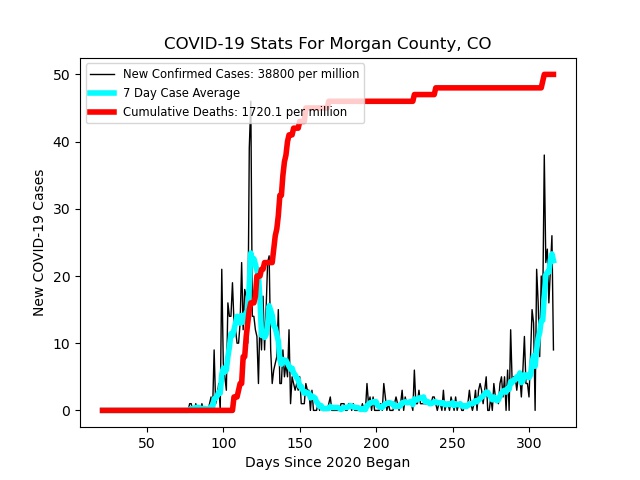 COVID-19 Stats For Morgan County, CO
New Confirmed Cases: 38800 per million
7 Day Case Average
Cumulative Deaths: 1720.1 per million
New COVID-19 Cases
50
40
30
20
10
0
50 100 150 200 250 300
Days Since 2020 Began